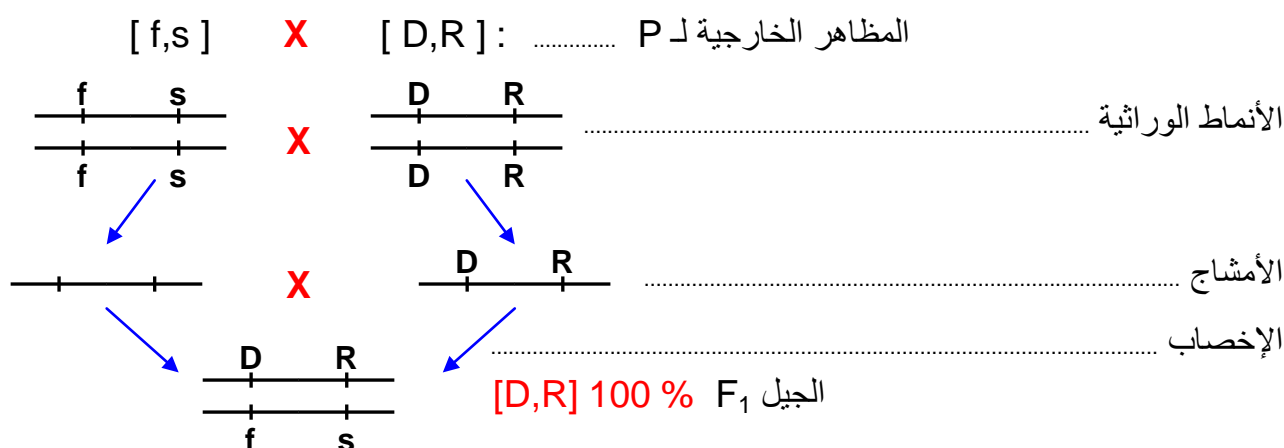 المظاهر الخارجية لـ P .............. : [ D,R ] X [ f,s ]
f s D R
الأنماط الوراثية .............. X
f s D R
D R
الأمشاج .............. X
الإخصاب ..............
D R
الجيل F₁ [D,R] 100 %
f s